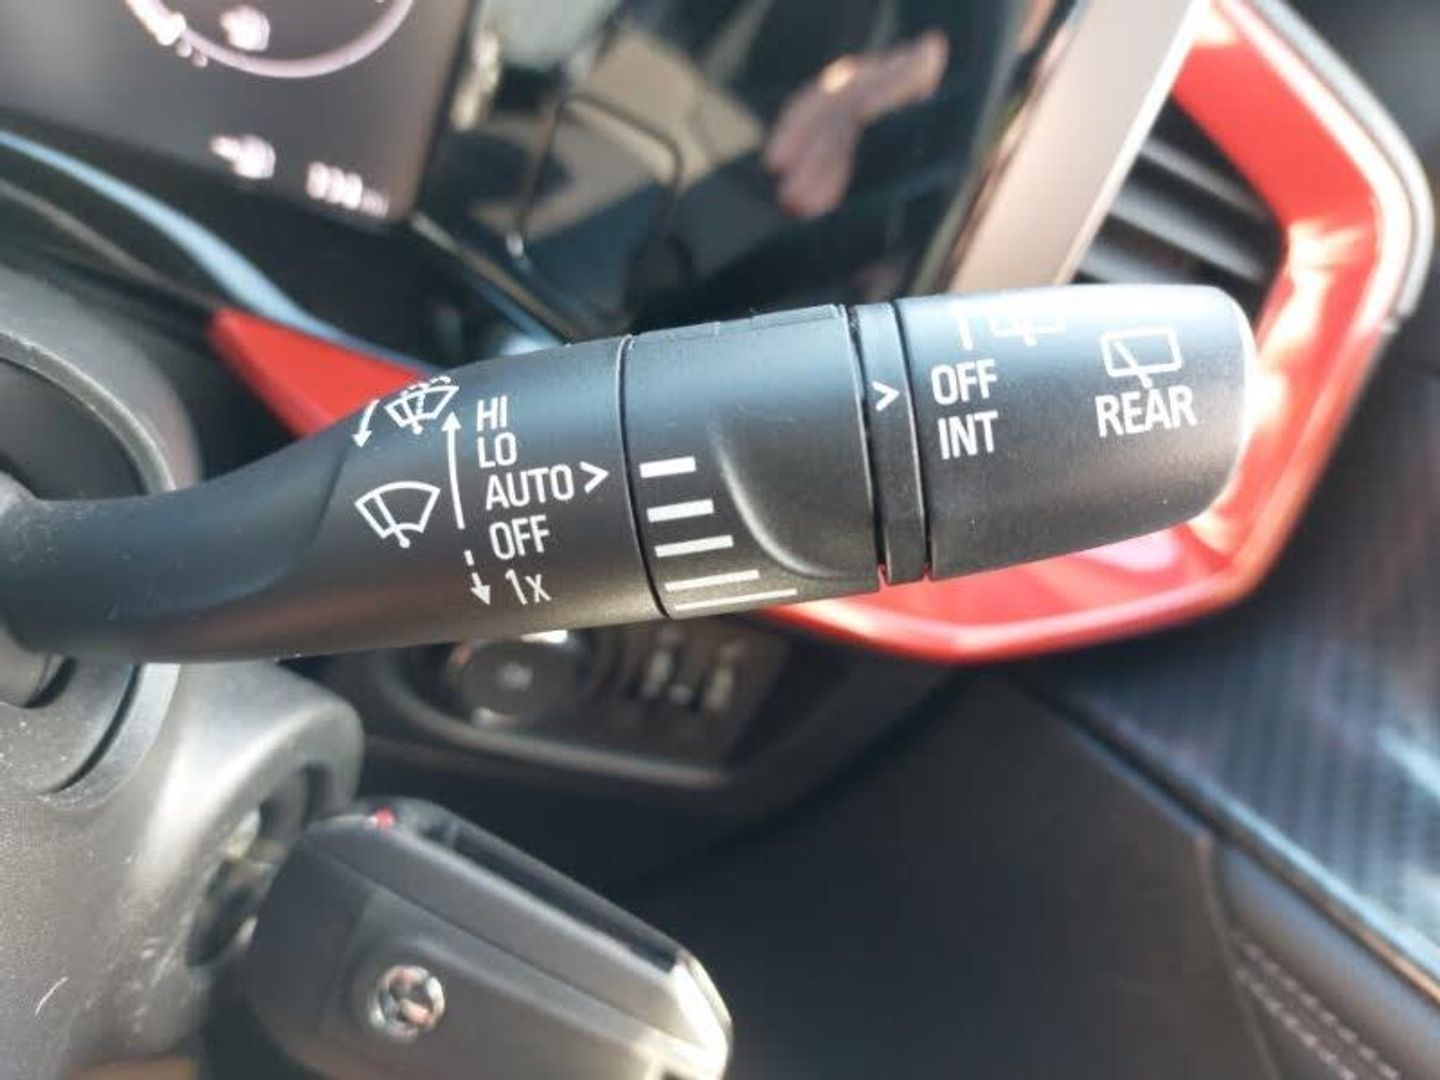 HI
LO
AUTO >
OFF
1x
>
OFF
INT
REAR